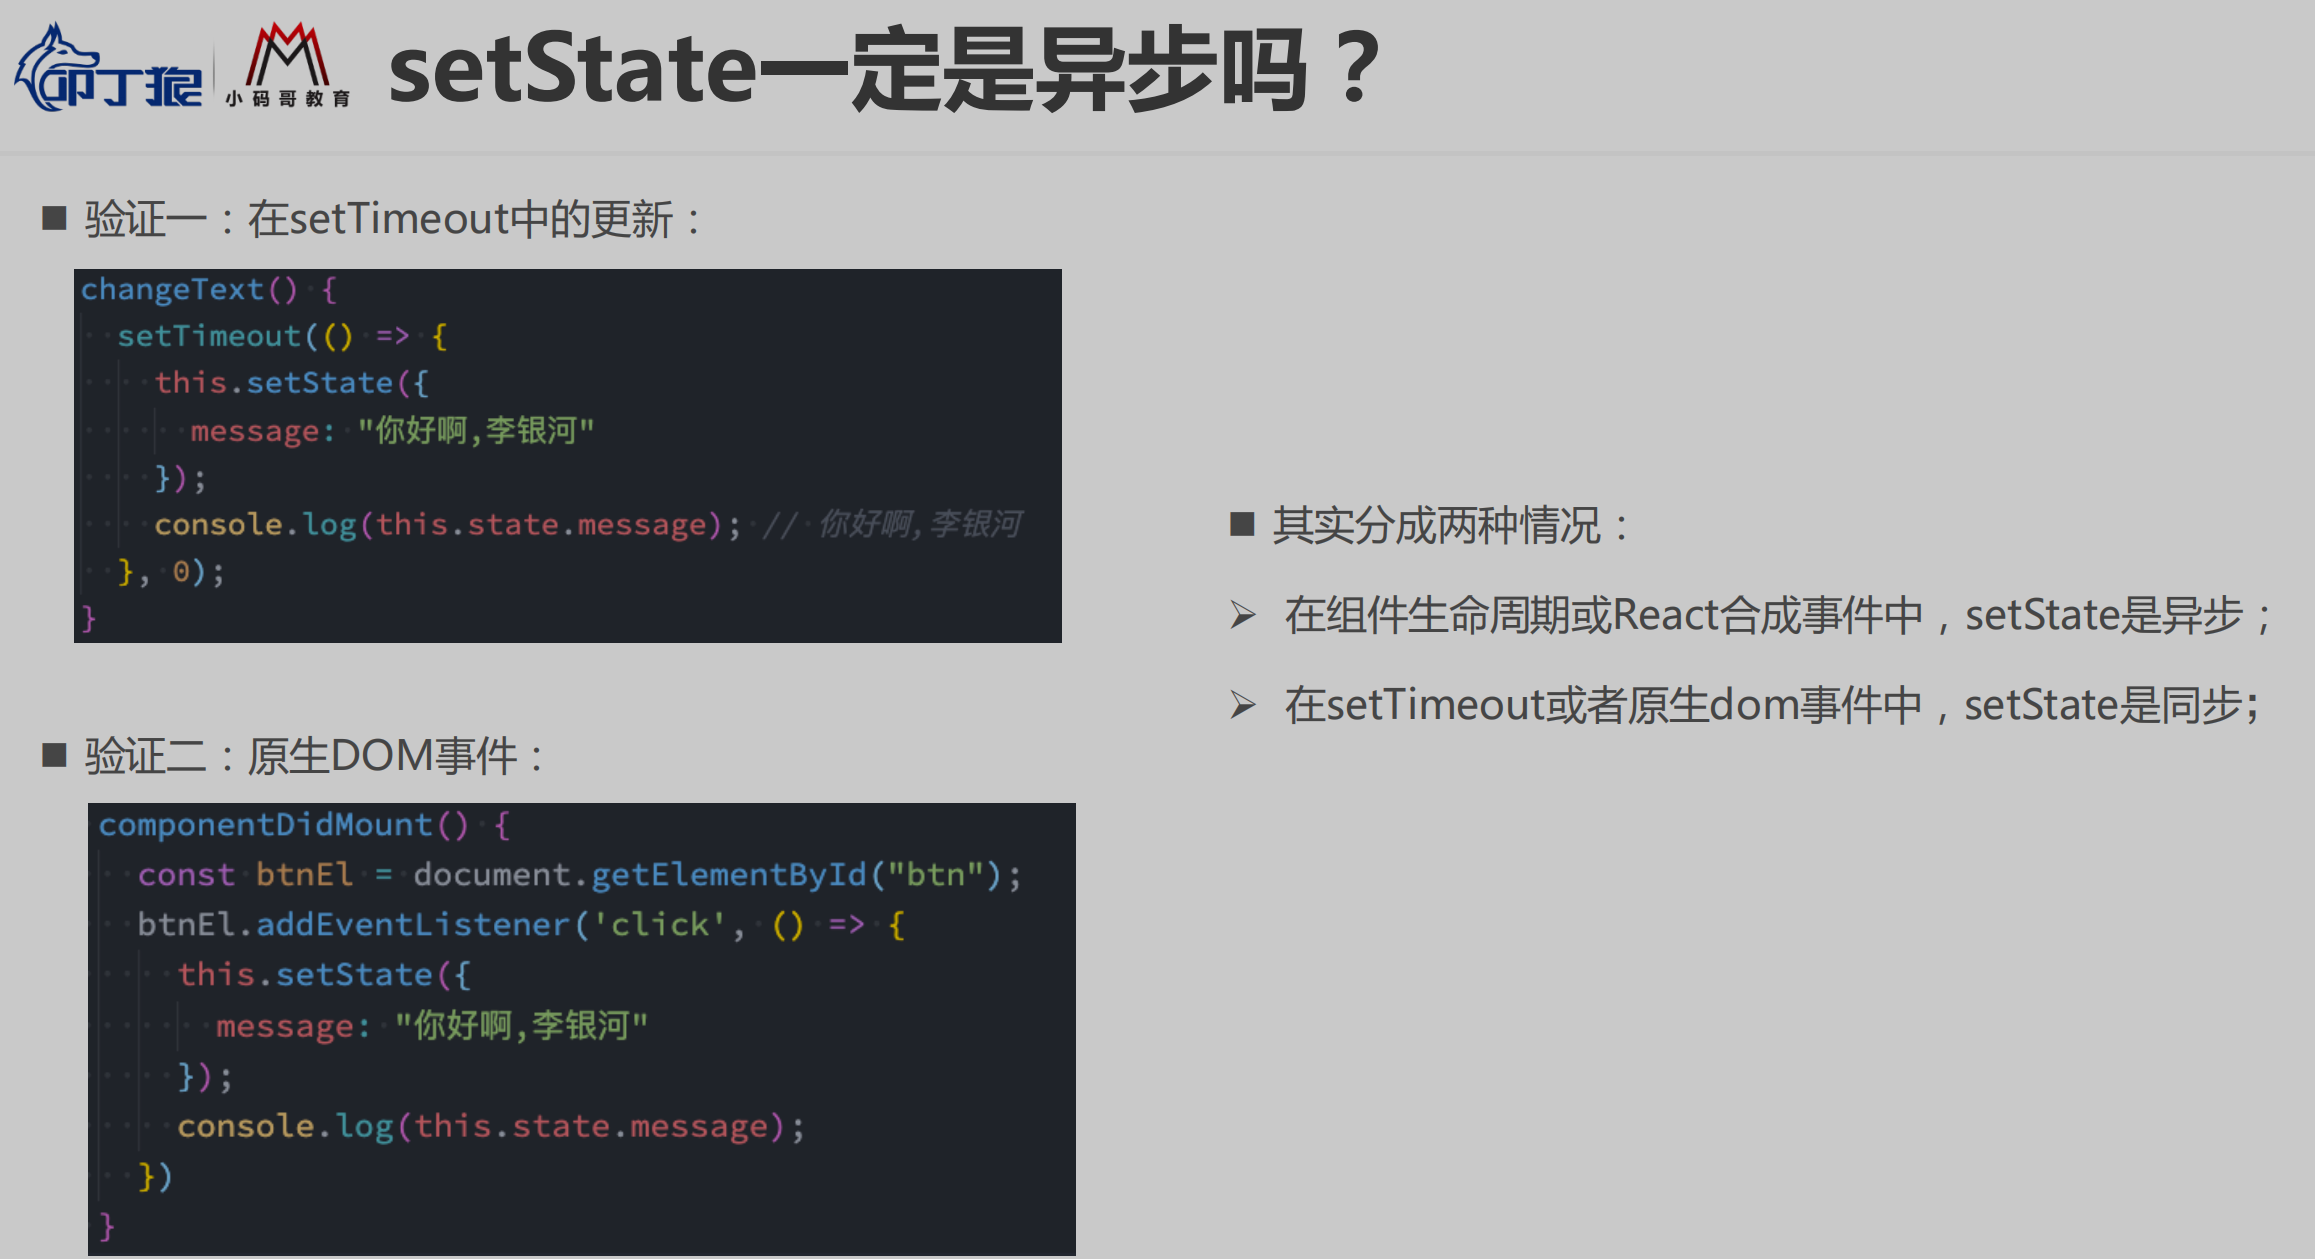 叩丁狼
小码哥教育
setState一定是异步吗？
验证一：在setTimeout中的更新：
changeText() {
setTimeout(() => {
this.setState({
message: "你好啊,李银河"
});
console.log(this.state.message); // 你好啊,李银河
}, 0);
}
验证二：原生DOM事件：
componentDidMount() {
const btnEl = document.getElementById("btn");
btnEl.addEventListener('click', () => {
this.setState({
message: "你好啊,李银河"
});
console.log(this.state.message);
})
}
其实分成两种情况：
在组件生命周期或React合成事件中，setState是异步；
在setTimeout或者原生dom事件中，setState是同步；